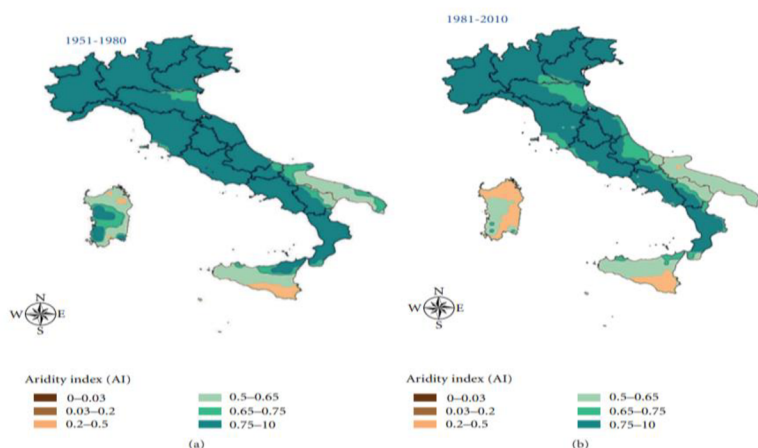 1951-1980
N
W E
S
Aridity index (AI)
0–0.03
0.03–0.2
0.2–0.5
0.5–0.65
0.65–0.75
0.75–10
(a)
1981-2010
N
W E
S
Aridity index (AI)
0–0.03
0.03–0.2
0.2–0.5
0.5–0.65
0.65–0.75
0.75–10
(b)